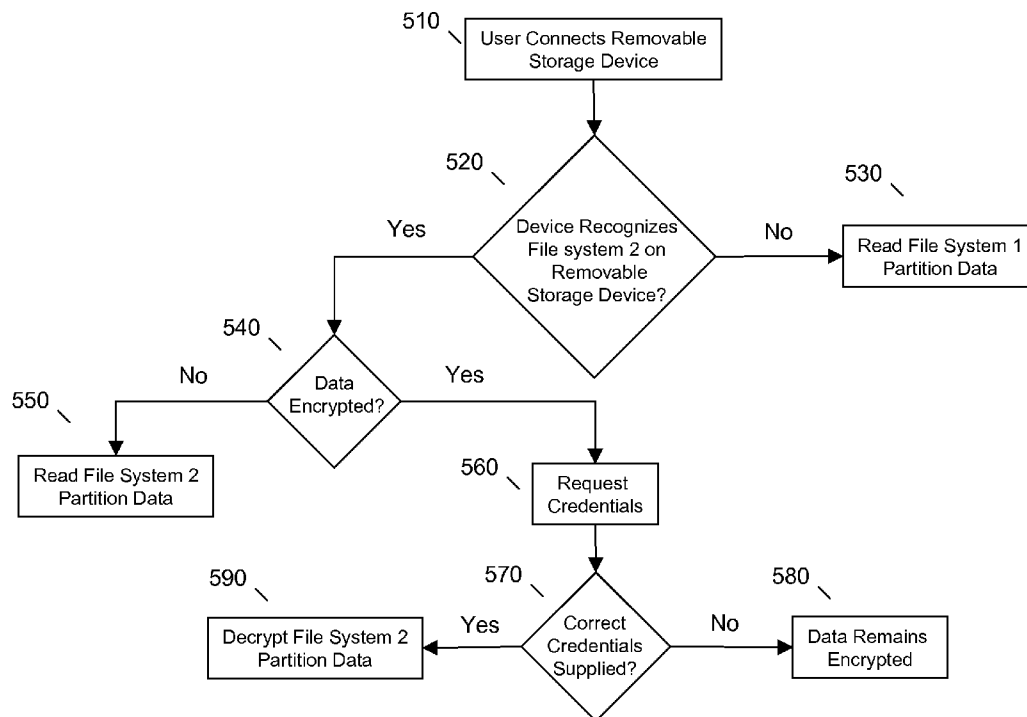 510
User Connects Removable
Storage Device
520
Device Recognizes
File system 2 on
Removable
Storage Device?
Yes
No
530
Read File System 1
Partition Data
540
Data
Encrypted?
No
Yes
550
Read File System 2
Partition Data
560
Request
Credentials
570
Correct
Credentials
Supplied?
Yes
No
590
Decrypt File System 2
Partition Data
580
Data Remains
Encrypted